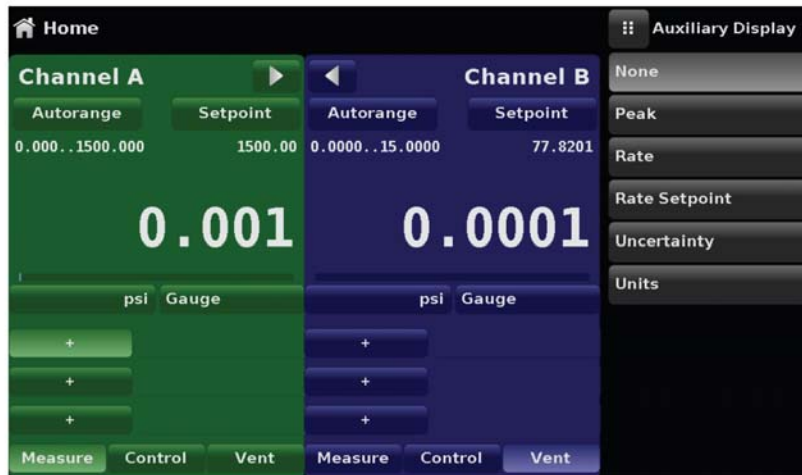 Home
Auxiliary Display
Channel A
Channel B
Autorange
Setpoint
Autorange
Setpoint
0.000..1500.000
1500.00
0.0000..15.0000
77.8201
0.001
0.0001
psi
Gauge
psi
Gauge
+
+
+
+
+
+
Measure
Control
Vent
Measure
Control
Vent
None
Peak
Rate
Rate Setpoint
Uncertainty
Units